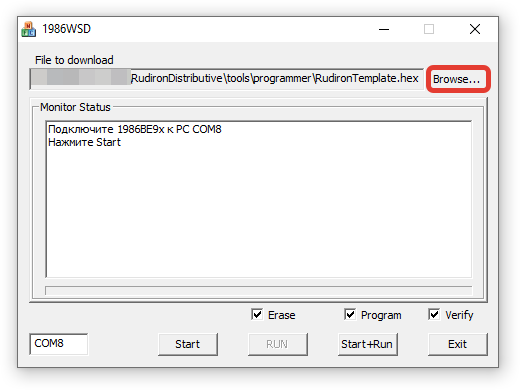 1986WSD
File to download
\RudironDistributive\tools\programmer\RudironTemplate.hex
Browse...
Monitor Status
Подключите 1986BE9x к PC COM8
Нажмите Start
Erase
Program
Verify
COM8
Start
RUN
Start+Run
Exit